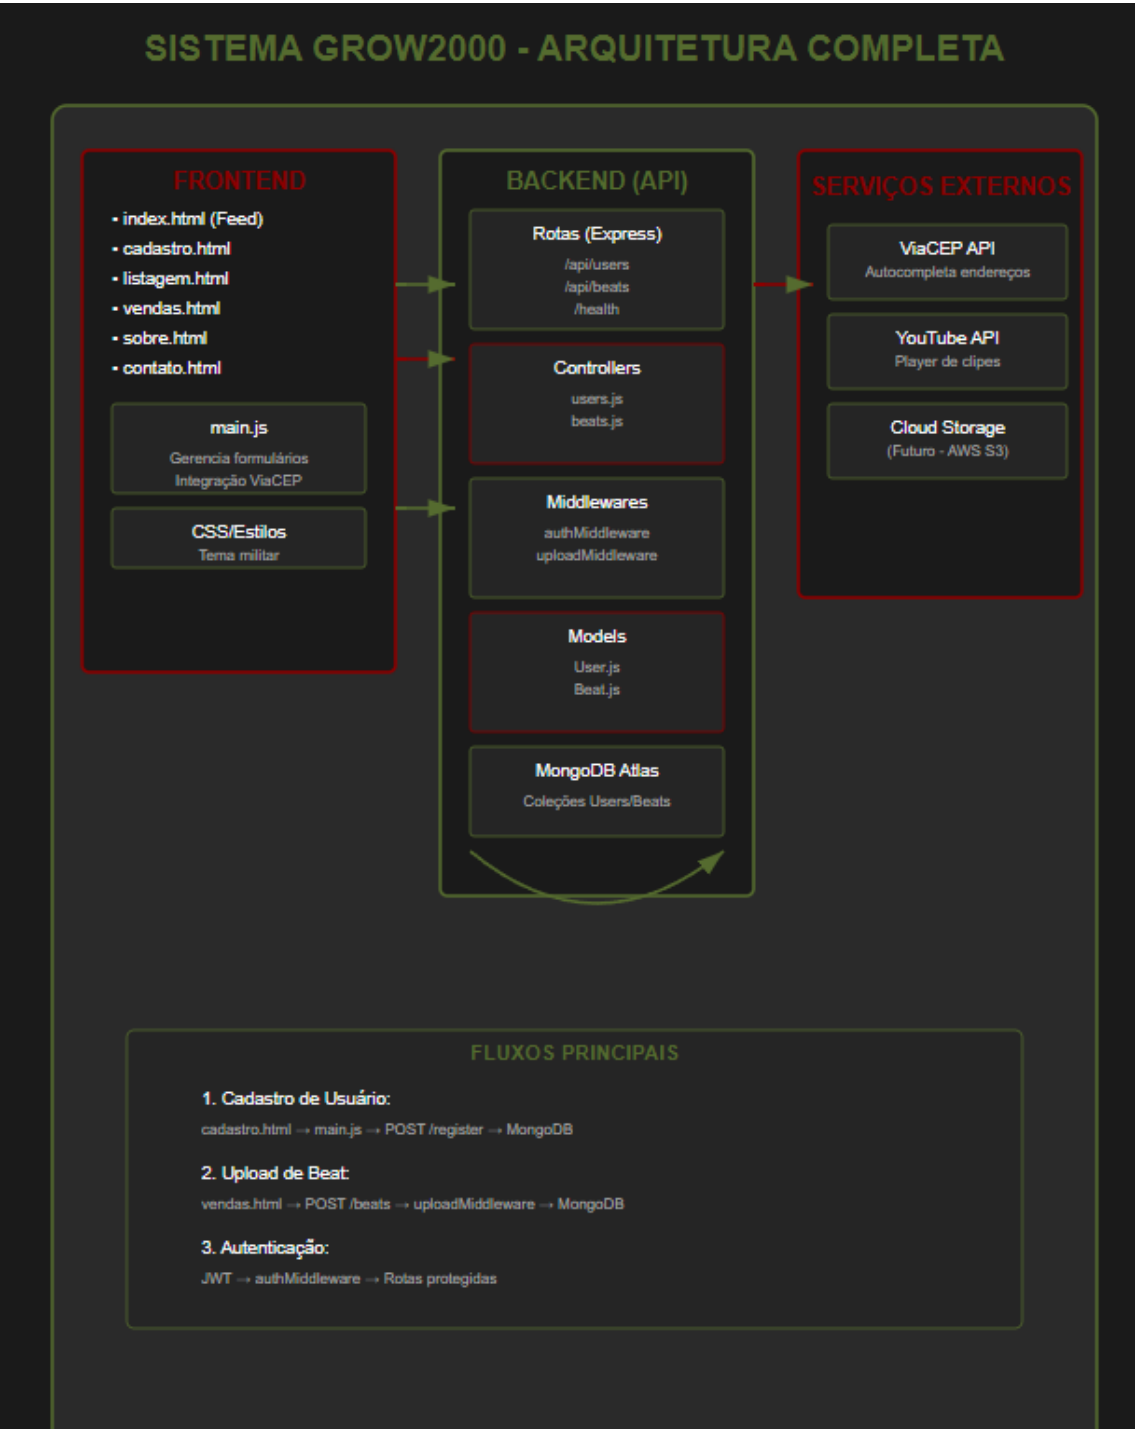 SISTEMA GROW2000 - ARQUITETURA COMPLETA
FRONTEND
• index.html (Feed)
• cadastro.html
• listagem.html
• vendas.html
• sobre.html
• contato.html
main.js
Gerencia formulários
Integração ViaCEP
CSS/Estilos
Tema militar
BACKEND (API)
Rotas (Express)
/api/users
/api/beats
/health
Controllers
users.js
beats.js
Middlewares
authMiddleware
uploadMiddleware
Models
User.js
Beat.js
MongoDB Atlas
Coleções Users/Beats
SERVIÇOS EXTERNOS
ViaCEP API
Autocompleta endereços
YouTube API
Player de clipes
Cloud Storage
(Futuro - AWS S3)
FLUXOS PRINCIPAIS
1. Cadastro de Usuário:
cadastro.html → main.js → POST /register → MongoDB
2. Upload de Beat:
vendas.html → POST /beats → uploadMiddleware → MongoDB
3. Autenticação:
JWT → authMiddleware → Rotas protegidas